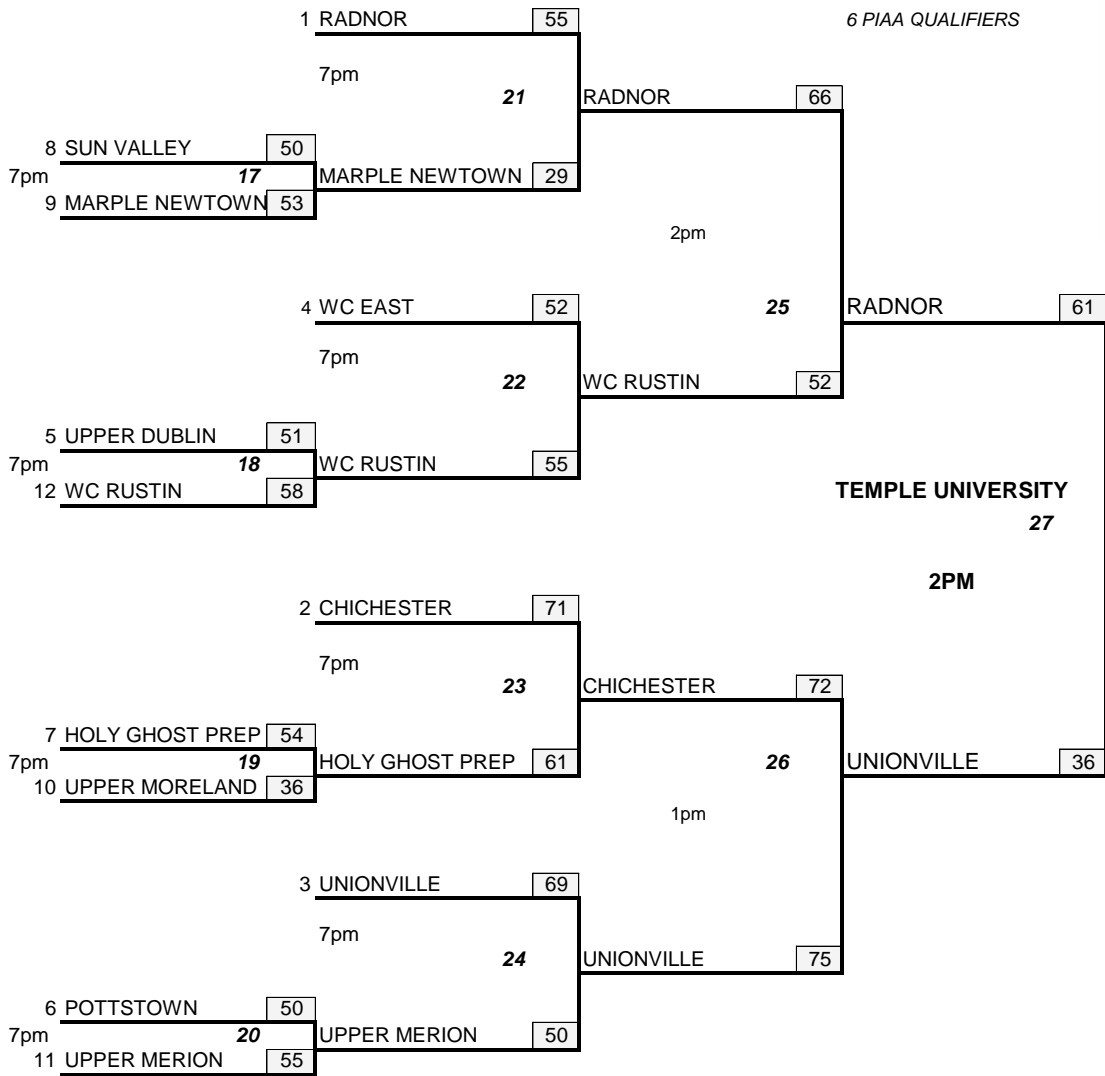 1 RADNOR 55
6 PIAA QUALIFIERS
7pm
21 RADNOR 66
8 SUN VALLEY 50
7pm 17 MARPLE NEWTOWN 29
9 MARPLE NEWTOWN 53
2pm
4 WC EAST 52
25 RADNOR 61
7pm
22 WC RUSTIN 52
5 UPPER DUBLIN 51
7pm 18 WC RUSTIN 55
12 WC RUSTIN 58
TEMPLE UNIVERSITY
27
2PM
2 CHICHESTER 71
7pm
23 CHICHESTER 72
7 HOLY GHOST PREP 54
7pm 19 HOLY GHOST PREP 61
26 UNIONVILLE 36
10 UPPER MORELAND 36
1pm
3 UNIONVILLE 69
7pm
24 UNIONVILLE 75
6 POTTSTOWN 50
7pm 20 UPPER MERION 50
11 UPPER MERION 55